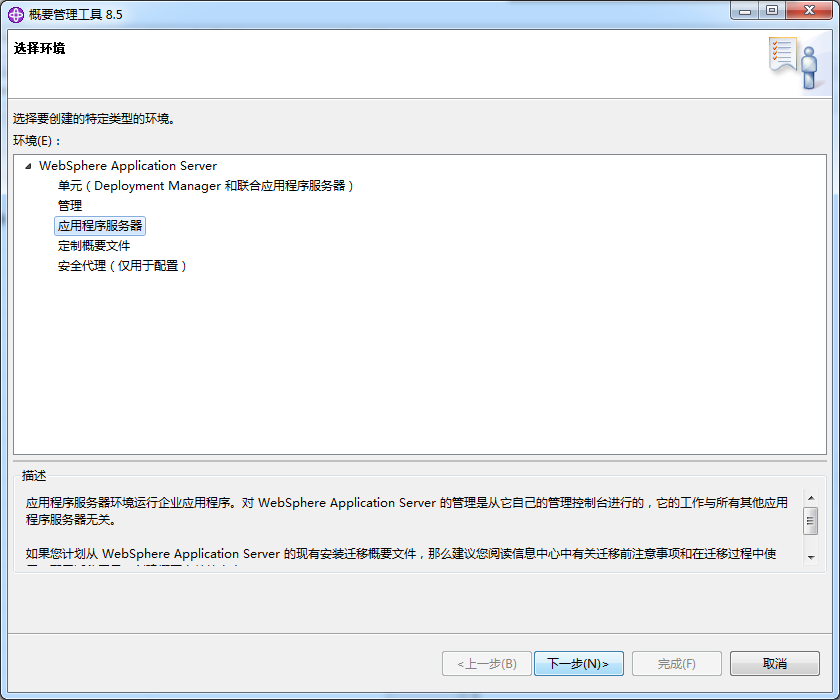 概要管理工具 8.5
选择环境
选择要创建的特定类型的环境。
环境(E)：
WebSphere Application Server
单元（Deployment Manager 和联合应用程序服务器）
管理
应用程序服务器
定制概要文件
安全代理（仅用于配置）
描述
应用程序服务器环境运行企业应用程序。对 WebSphere Application Server 的管理是从它自己的管理控制台进行的，它的工作与所有其他应用
程序服务器无关。
如果您计划从 WebSphere Application Server 的现有安装迁移概要文件，那么建议您阅读信息中心中有关迁移前注意事项和在迁移过程中使
<上一步(B)
下一步(N)>
完成(F)
取消